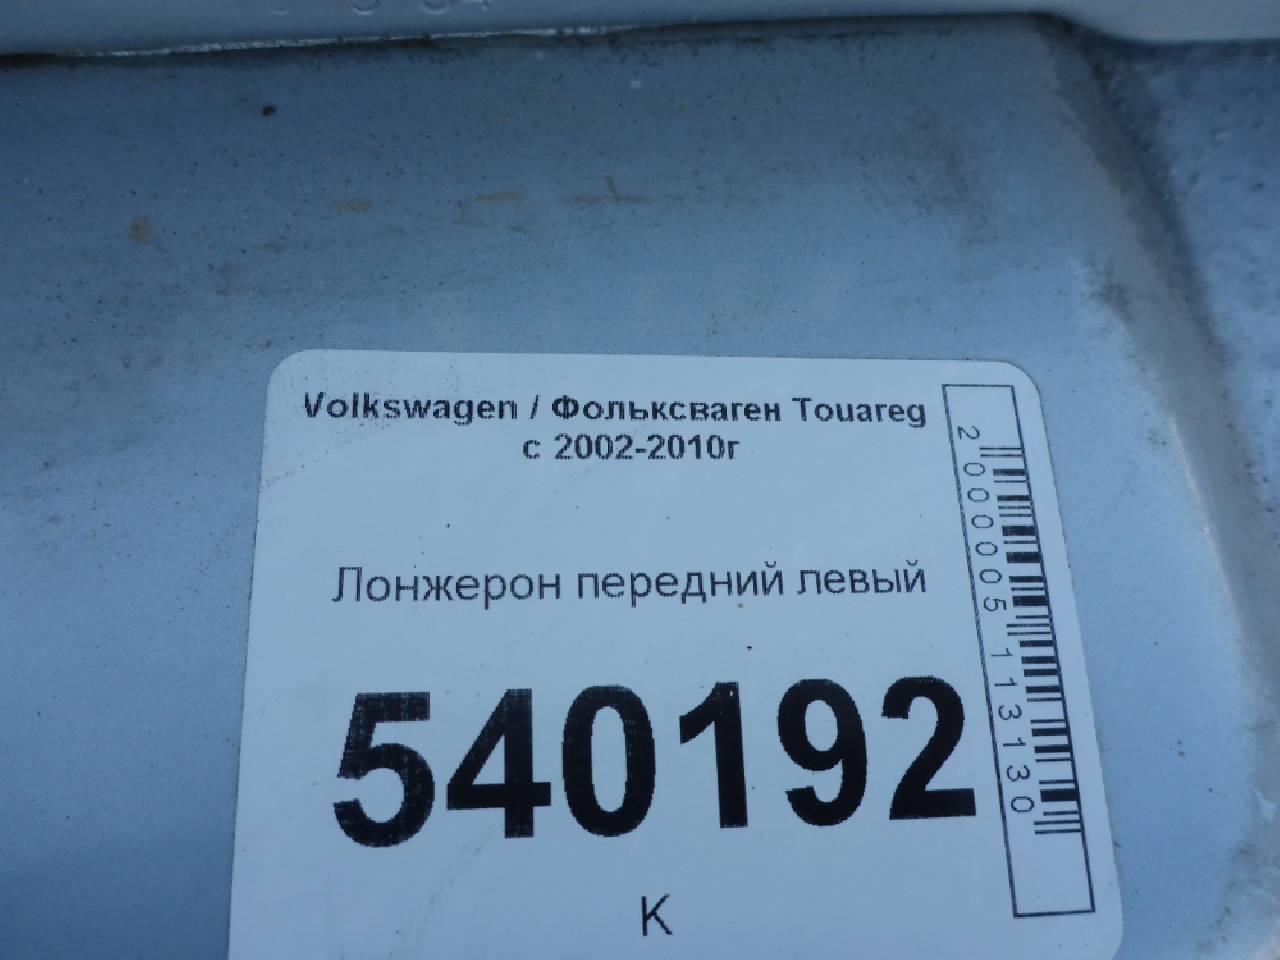 Volkswagen / Фольксваген Touareg
с 2002-2010г
Лонжерон передний левый
540192
K
2000005113130